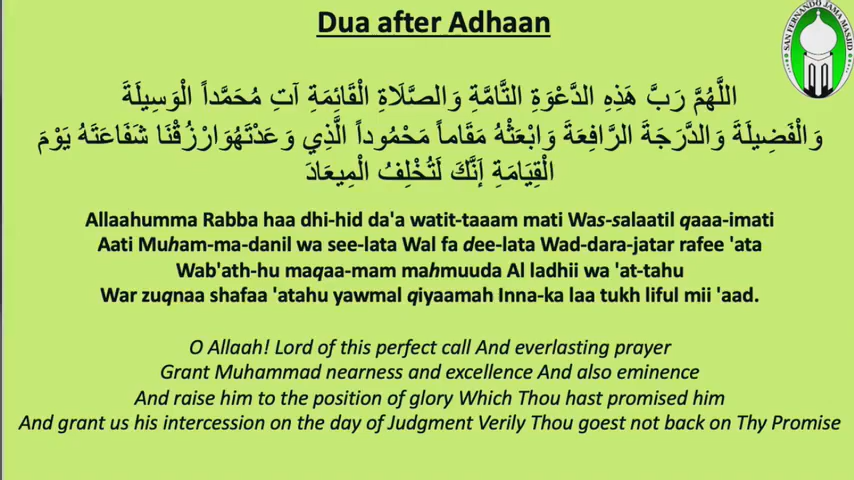 Dua after Adhaan
SAN FERNANDO JAMA MASJID
اللَّهُمَّ رَبَّ هَذِهِ الدَّعْوَةِ التَّامَّةِ وَالصَّلَاةِ الْقَائِمَةِ آتِ مُحَمَّداً الْوَسِيلَةَ
وَالْفَضِيلَةَ وَالدَّرَجَةَ الرَّافِعَةَ وَابْعَثْهُ مَقَاماً مَحْمُوداً الَّذِي وَعَدْتَهُوَارْزُقْنَا شَفَاعَتَهُ يَوْمَ
الْقِيَامَةِ إِنَّكَ لَتُخْلِفُ الْمِيعَادَ
Allaahumma Rabba haa dhi-hid da'a watit-taaam mati Was-salaatil qaaa-imati
Aati Muham-ma-danil wa see-lata Wal fa dee-lata Wad-dara-jatar rafee 'ata
Wab'ath-hu maqaa-mam mahmuuda Al ladhii wa 'at-tahu
War zuqnaa shafaa 'atahu yawmal qiyaamah Inna-ka laa tukh liful mii 'aad.
O Allaah! Lord of this perfect call And everlasting prayer
Grant Muhammad nearness and excellence And also eminence
And raise him to the position of glory Which Thou hast promised him
And grant us his intercession on the day of Judgment Verily Thou goest not back on Thy Promise